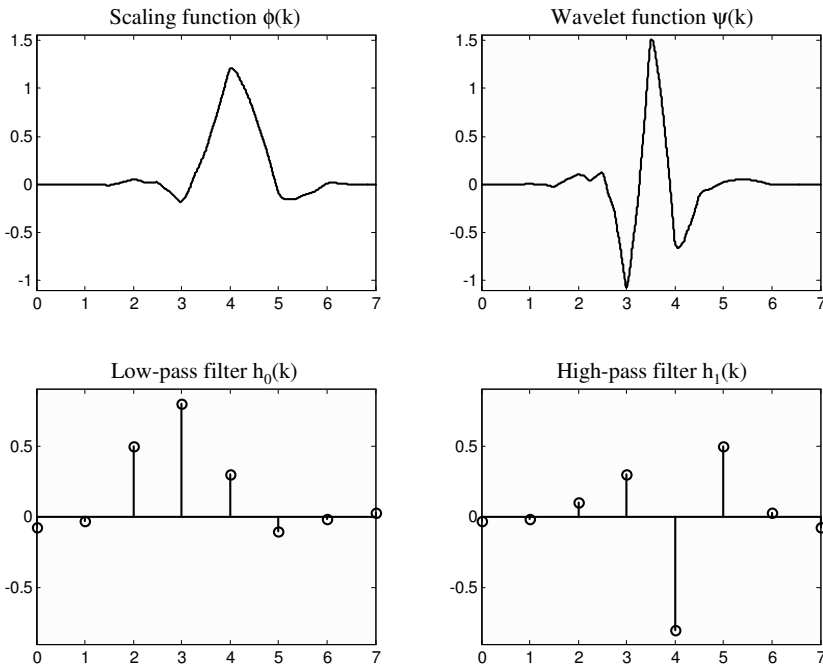 Scaling function ϕ(k)
1.5
1
0.5
0
-0.5
-1
0 1 2 3 4 5 6 7
Wavelet function ψ(k)
1.5
1
0.5
0
-0.5
-1
0 1 2 3 4 5 6 7
Low-pass filter h₀(k)
0.5
0
-0.5
0 1 2 3 4 5 6 7
High-pass filter h₁(k)
0.5
0
-0.5
0 1 2 3 4 5 6 7